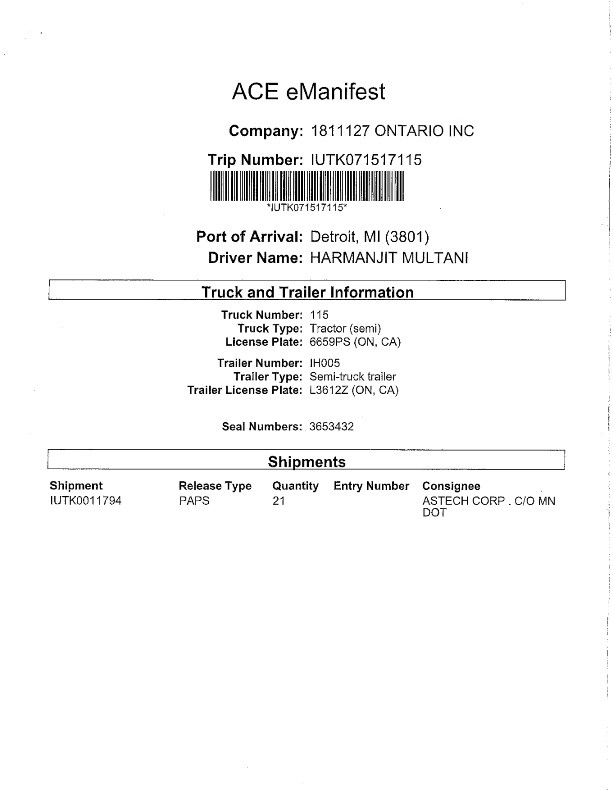 ACE eManifest
Company: 1811127 ONTARIO INC
Trip Number: IUTK071517115
*IUTK071517115*
Port of Arrival: Detroit, MI (3801)
Driver Name: HARMANJIT MULTANI
Truck and Trailer Information
Truck Number: 115
Truck Type: Tractor (semi)
License Plate: 6659PS (ON, CA)
Trailer Number: IH005
Trailer Type: Semi-truck trailer
Trailer License Plate: L3612Z (ON, CA)
Seal Numbers: 3653432
Shipments
Shipment Release Type Quantity Entry Number Consignee
IUTK0011794 PAPS 21 ASTECH CORP . C/O MN
DOT